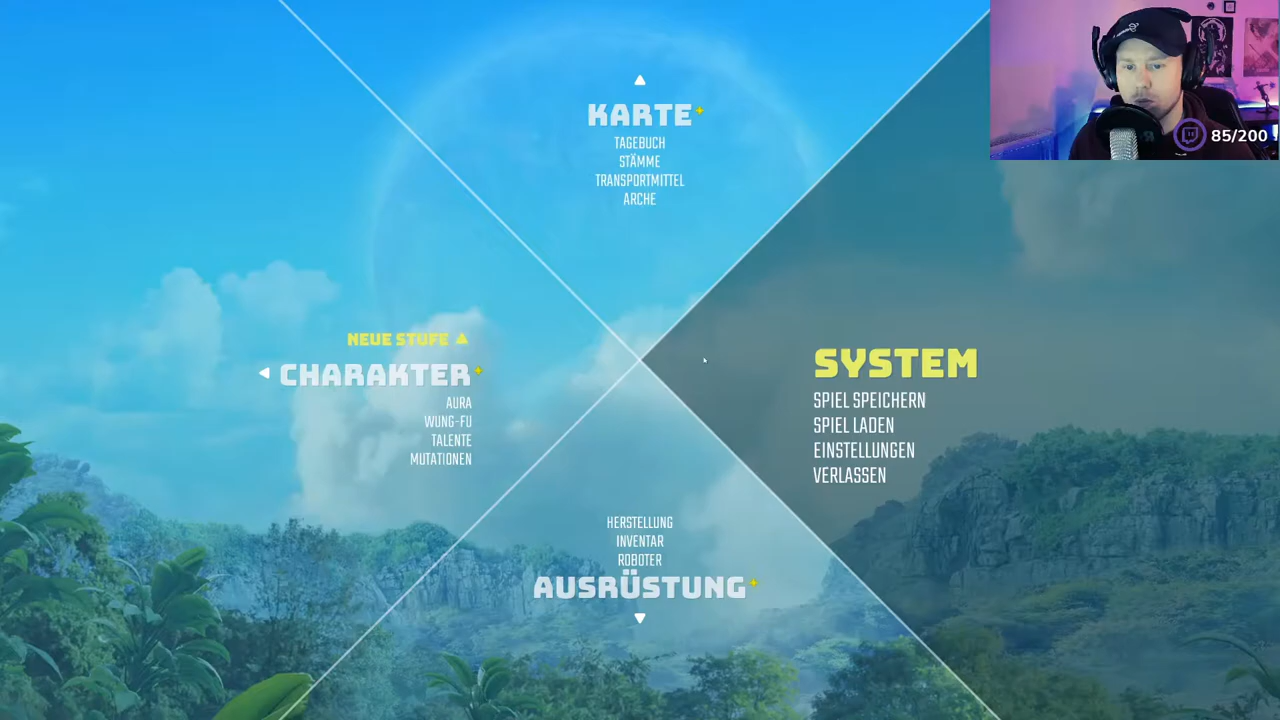 KARTE
TAGEBUCH
STÄMME
TRANSPORTMITTEL
ARCHE
85/200
NEUE STUFE
CHARAKTER
AURA
WUNG-FU
TALENTE
MUTATIONEN
SYSTEM
SPIEL SPEICHERN
SPIEL LADEN
EINSTELLUNGEN
VERLASSEN
HERSTELLUNG
INVENTAR
ROBOTER
AUSRÜSTUNG